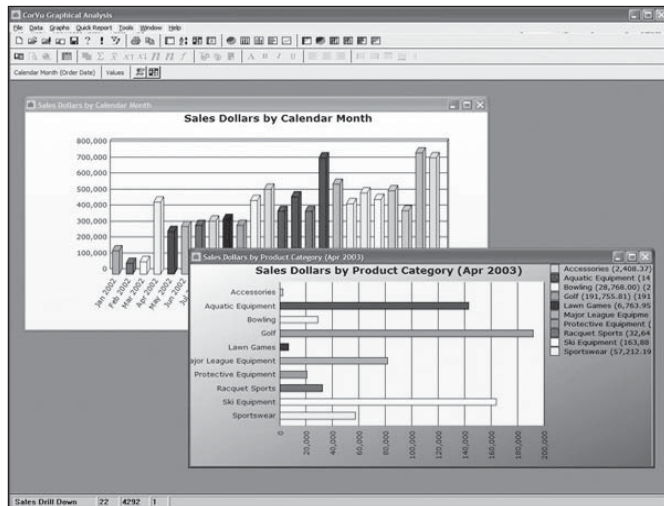 CorVu Graphical Analysis
File Data Graphs Quick Report Tools Window Help
Calendar Month (Order Date) Values
Sales Dollars by Calendar Month
Sales Dollars by Calendar Month
800,000
700,000
600,000
500,000
400,000
300,000
200,000
100,000
0
Jan 2002
Feb 2002
Mar 2002
Apr 2002
May 2002
Jun 2002
Sales Dollars by Product Category (Apr 2003)
Sales Dollars by Product Category (Apr 2003)
Accessories
Aquatic Equipment
Bowling
Golf
Lawn Games
ajor League Equipment
Protective Equipment
Racquet Sports
Ski Equipment
Sportswear
0
20,000
40,000
60,000
80,000
100,000
120,000
140,000
160,000
180,000
200,000
Accessories (2,408.37)
Aquatic Equipment (14
Bowling (28,768.00) (2
Golf (191,755.81) (191
Lawn Games (6,763.95
Major League Equipme
Protective Equipment (
Racquet Sports (32,64
Ski Equipment (163,88
Sportswear (57,212.19
Sales Drill Down 22 4292 1